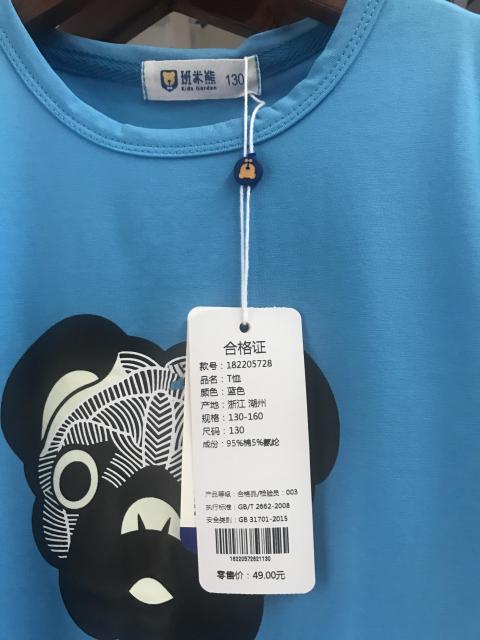 班米熊 130
Kids Garden
合格证
款号：182205728
品名：T恤
颜色：蓝色
产地：浙江 湖州
规格：130-160
尺码：130
成份：95%棉5%氨纶
产品等级：合格品/检验员：003
执行标准：GB/T 2662-2008
安全类别：GB 31701-2015
18220572821130
零售价：49.00元